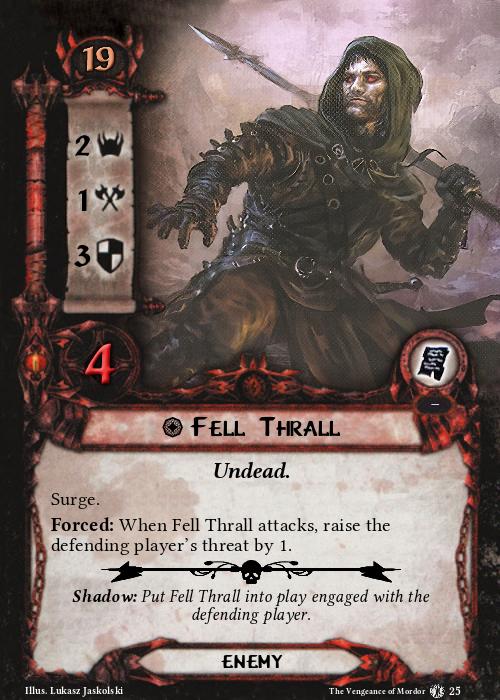 19
2
1
3
4
–
Fell Thrall
Undead.
Surge.
Forced: When Fell Thrall attacks, raise the
defending player's threat by 1.
Shadow: Put Fell Thrall into play engaged with the
defending player.
ENEMY
Illus. Lukasz Jaskolski
The Vengeance of Mordor 25